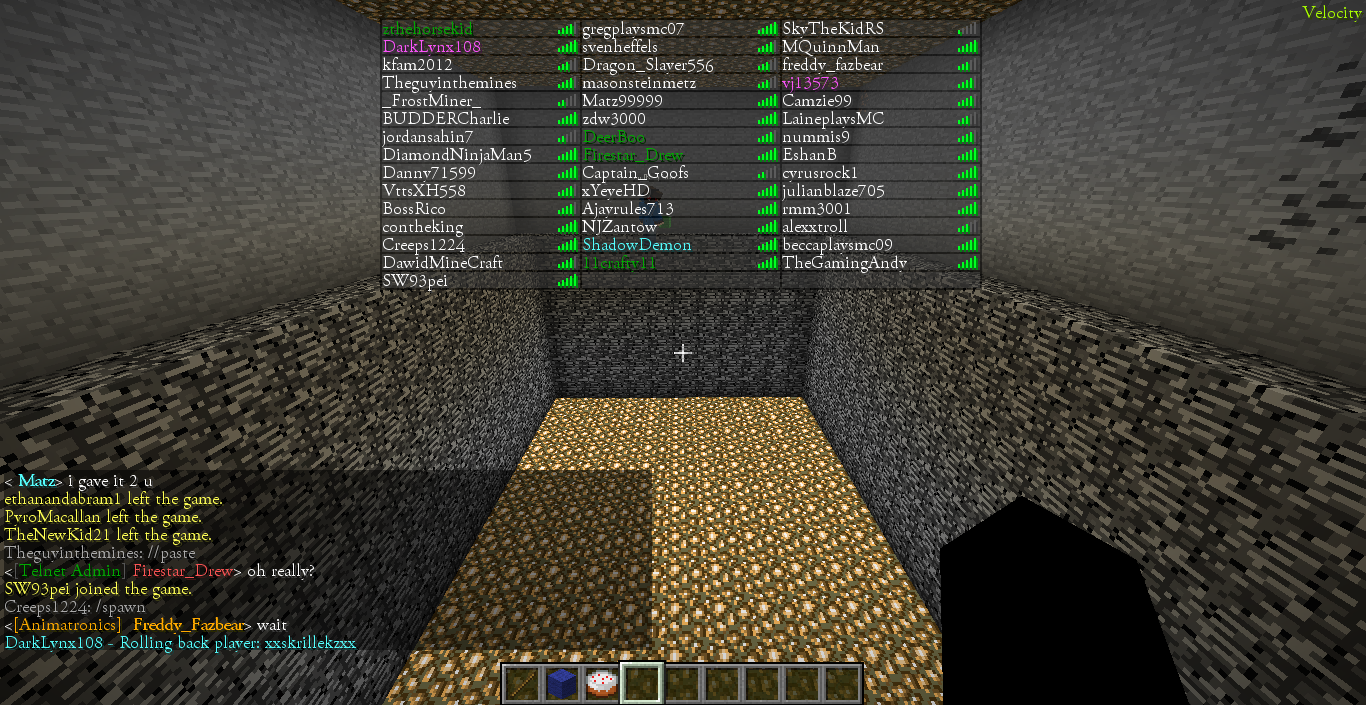 Velocity
zthehorsekid gregplaysmc07 SkyTheKidRS
DarkLynx108 svenheffels MQuinnMan
kfam2012 Dragon_Slayer556 freddy_fazbear
Theguyinthemines masonsteinmetz vj13573
_FrostMiner_ Matz99999 Camzie99
BUDDERCharlie zdw3000 LaineplaysMC
jordansahin7 DeerBoo nummis9
DiamondNinjaMan5 Firestar_Drew EshanB
Danny71599 Captain_Goofs cyrusrock1
VttsXH558 xYeyeHD julianblaze705
BossRico Ajayrules713 rmm3001
contheking NJZantow alexxtroll
Creeps1224 ShadowDemon beccaplaysmc09
DawidMineCraft 11crafty11 TheGamingAndy
SW93pei
< Matz> i gave it 2 u
ethanandabram1 left the game.
PyroMacallan left the game.
TheNewKid21 left the game.
Theguyinthemines: //paste
<[Telnet Admin] Firestar_Drew> oh really?
SW93pei joined the game.
Creeps1224: /spawn
<[Animatronics] Freddy_Fazbear> wait
DarkLynx108 - Rolling back player: xxskrillekzxx